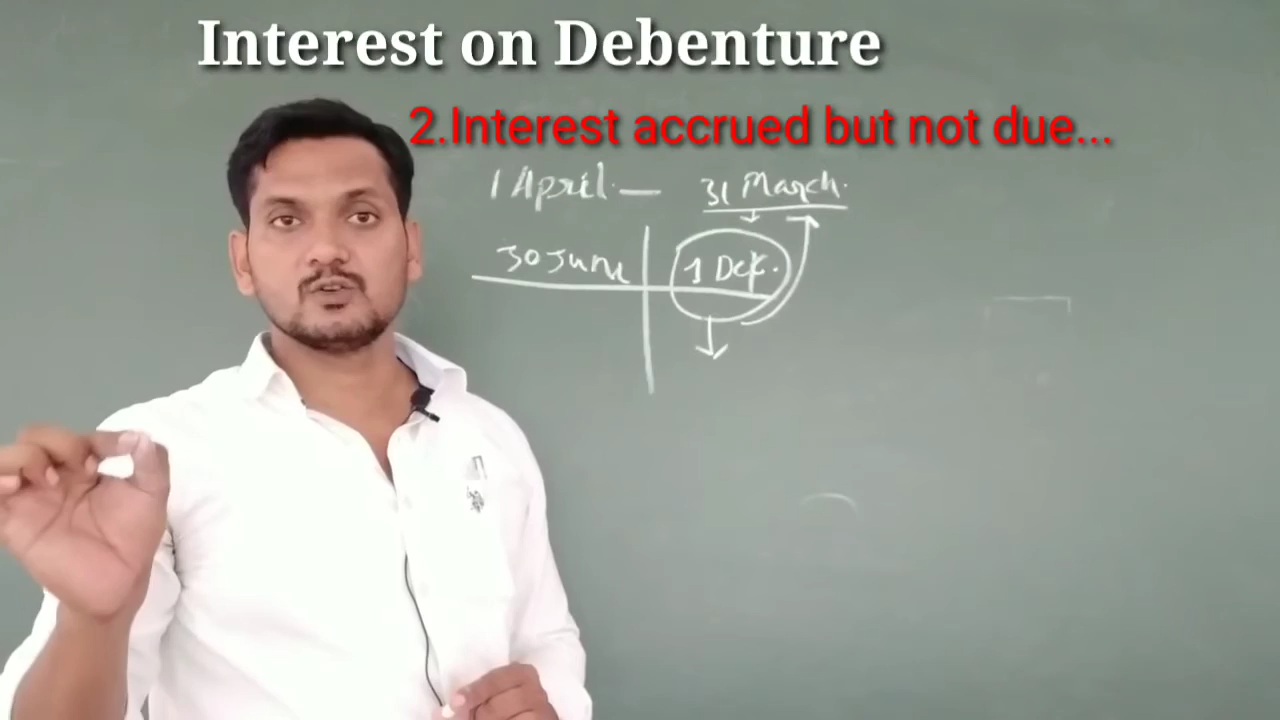 Interest on Debenture
2.Interest accrued but not due...
1 April. — 31 March.
30 June 1 Dec.